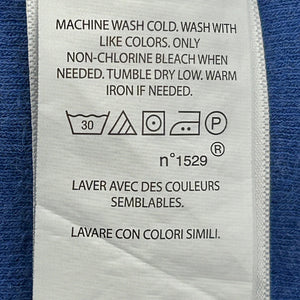 MACHINE WASH COLD. WASH WITH
LIKE COLORS. ONLY
NON-CHLORINE BLEACH WHEN
NEEDED. TUMBLE DRY LOW. WARM
IRON IF NEEDED.
30 P
n°1529 ®
LAVER AVEC DES COULEURS
SEMBLABLES.
LAVARE CON COLORI SIMILI.